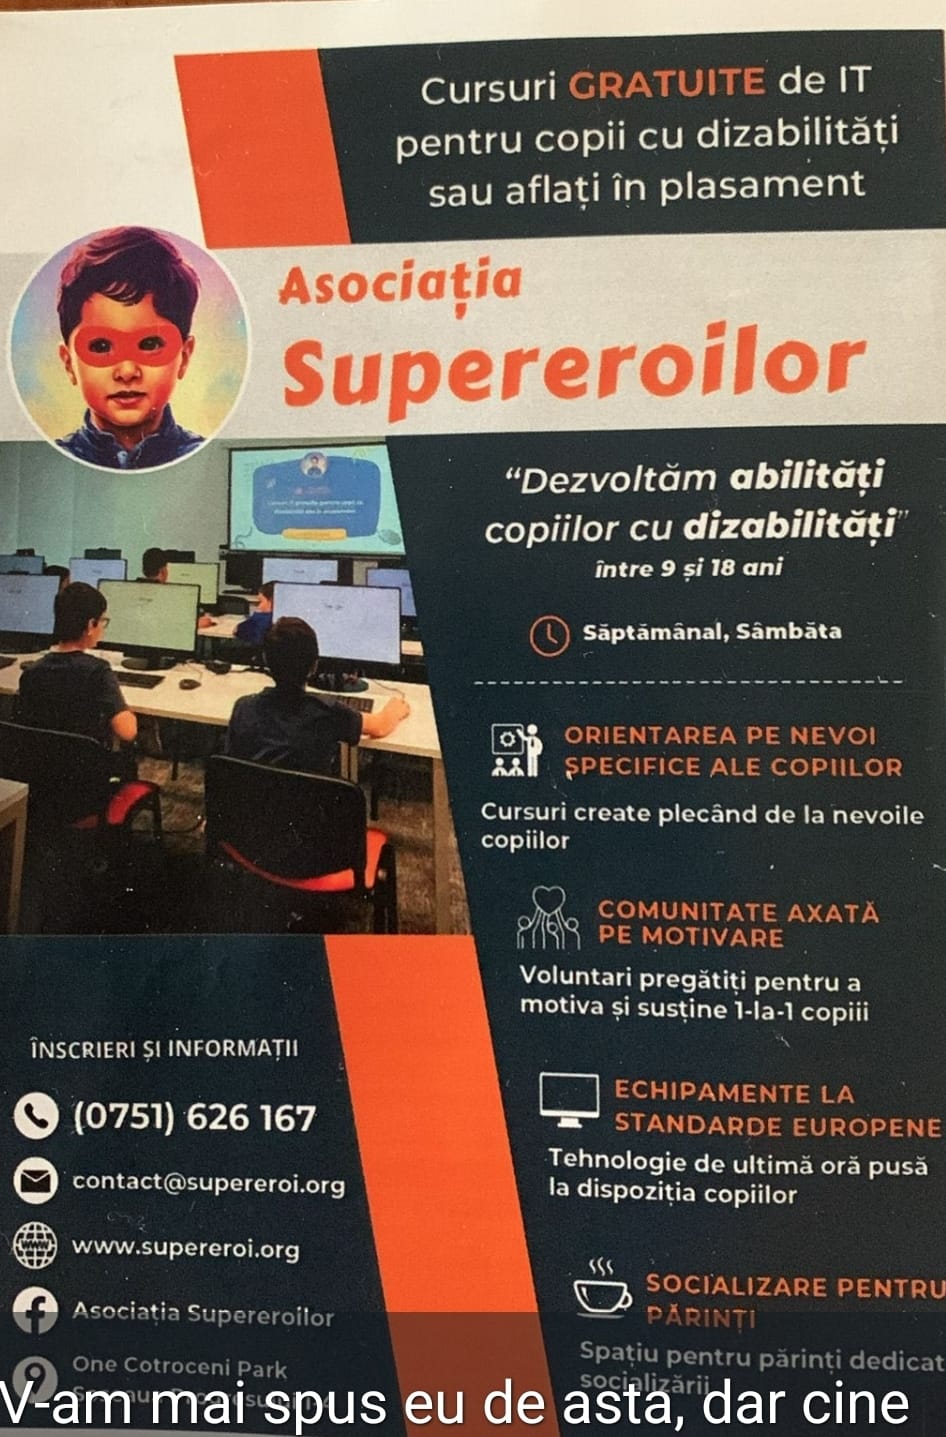 Cursuri GRATUITE de IT
pentru copii cu dizabilități
sau aflați în plasament
Asociația
Supereroilor
“Dezvoltăm abilități
copiilor cu dizabilități”
între 9 și 18 ani
Săptămânal, Sâmbăta
ORIENTAREA PE NEVOI
SPECIFICE ALE COPIILOR
Cursuri create plecând de la nevoile
copiilor
COMUNITATE AXATĂ
PE MOTIVARE
Voluntari pregătiți pentru a
motiva și susține 1-la-1 copiii
ECHIPAMENTE LA
STANDARDE EUROPENE
Tehnologie de ultimă oră pusă
la dispoziția copiilor
SOCIALIZARE PENTRU
PĂRINȚI
Spațiu pentru părinți dedicat
socializării
ÎNSCRIERI ȘI INFORMAȚII
(0751) 626 167
contact@supereroi.org
www.supereroi.org
Asociația Supereroilor
One Cotroceni Park
V-am mai spus eu de asta, dar cine